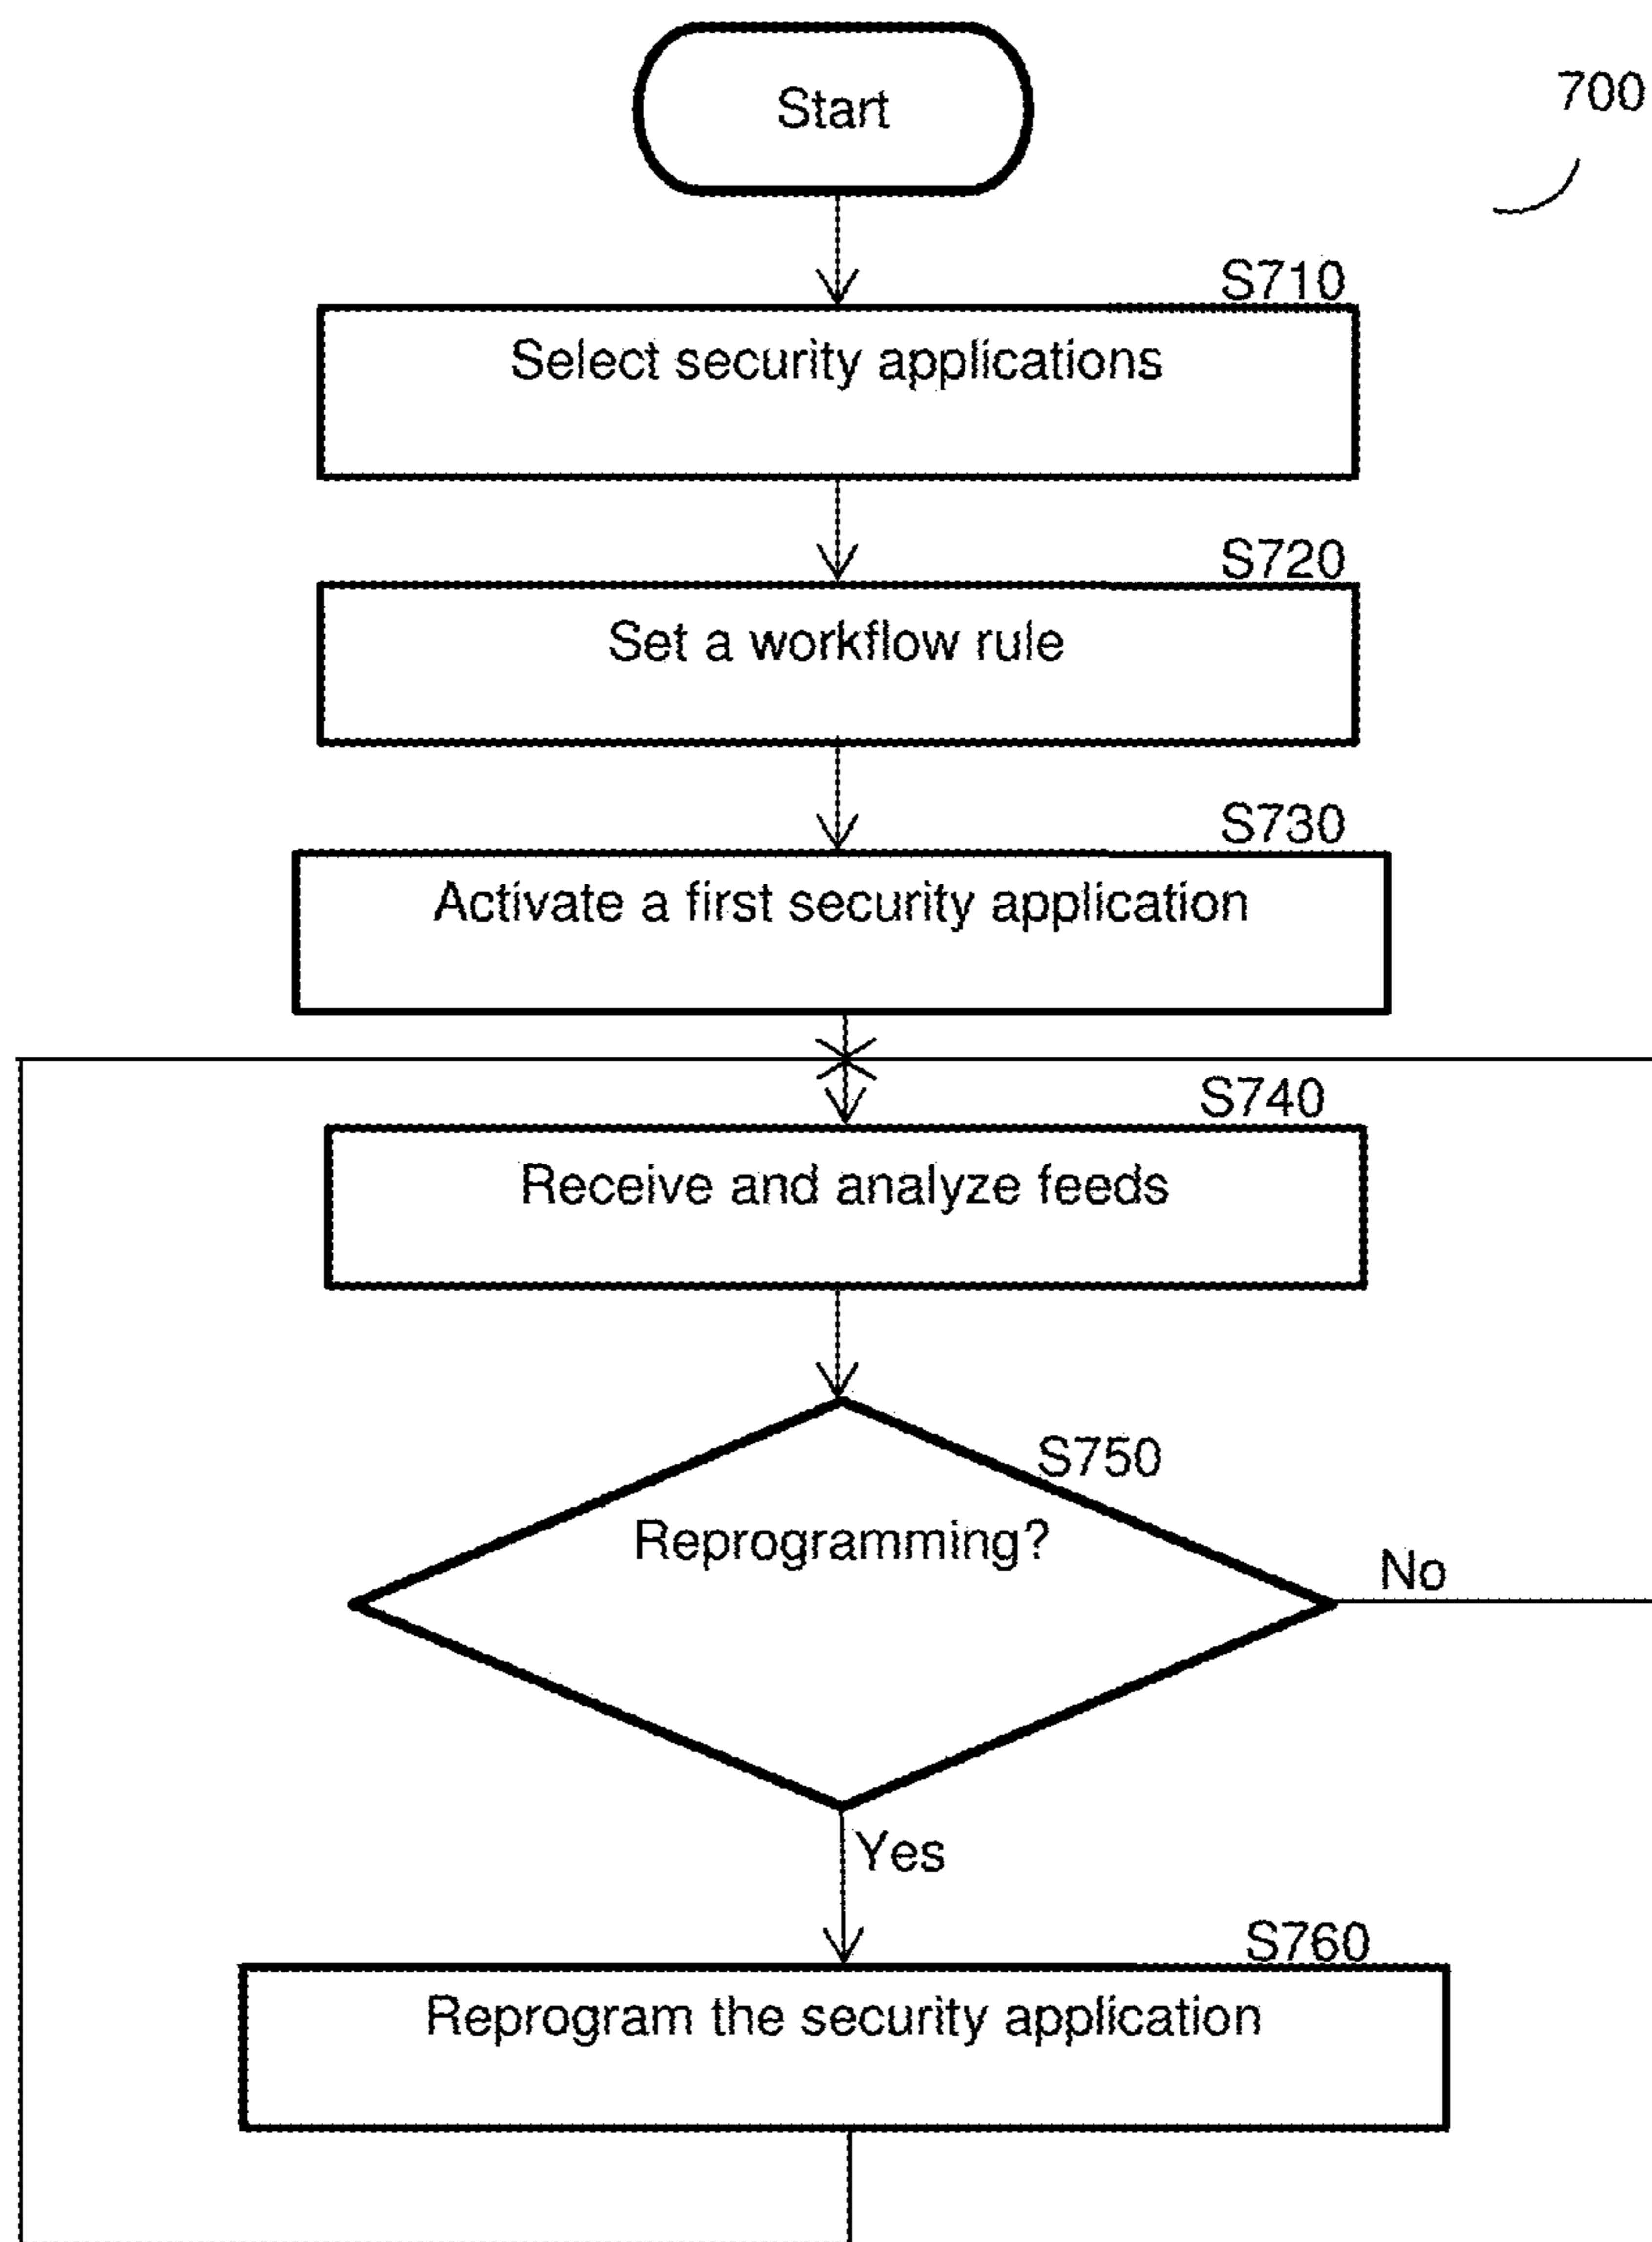 Start
700
S710
Select security applications
S720
Set a workflow rule
S730
Activate a first security application
S740
Receive and analyze feeds
S750
Reprogramming?
No
Yes
S760
Reprogram the security application